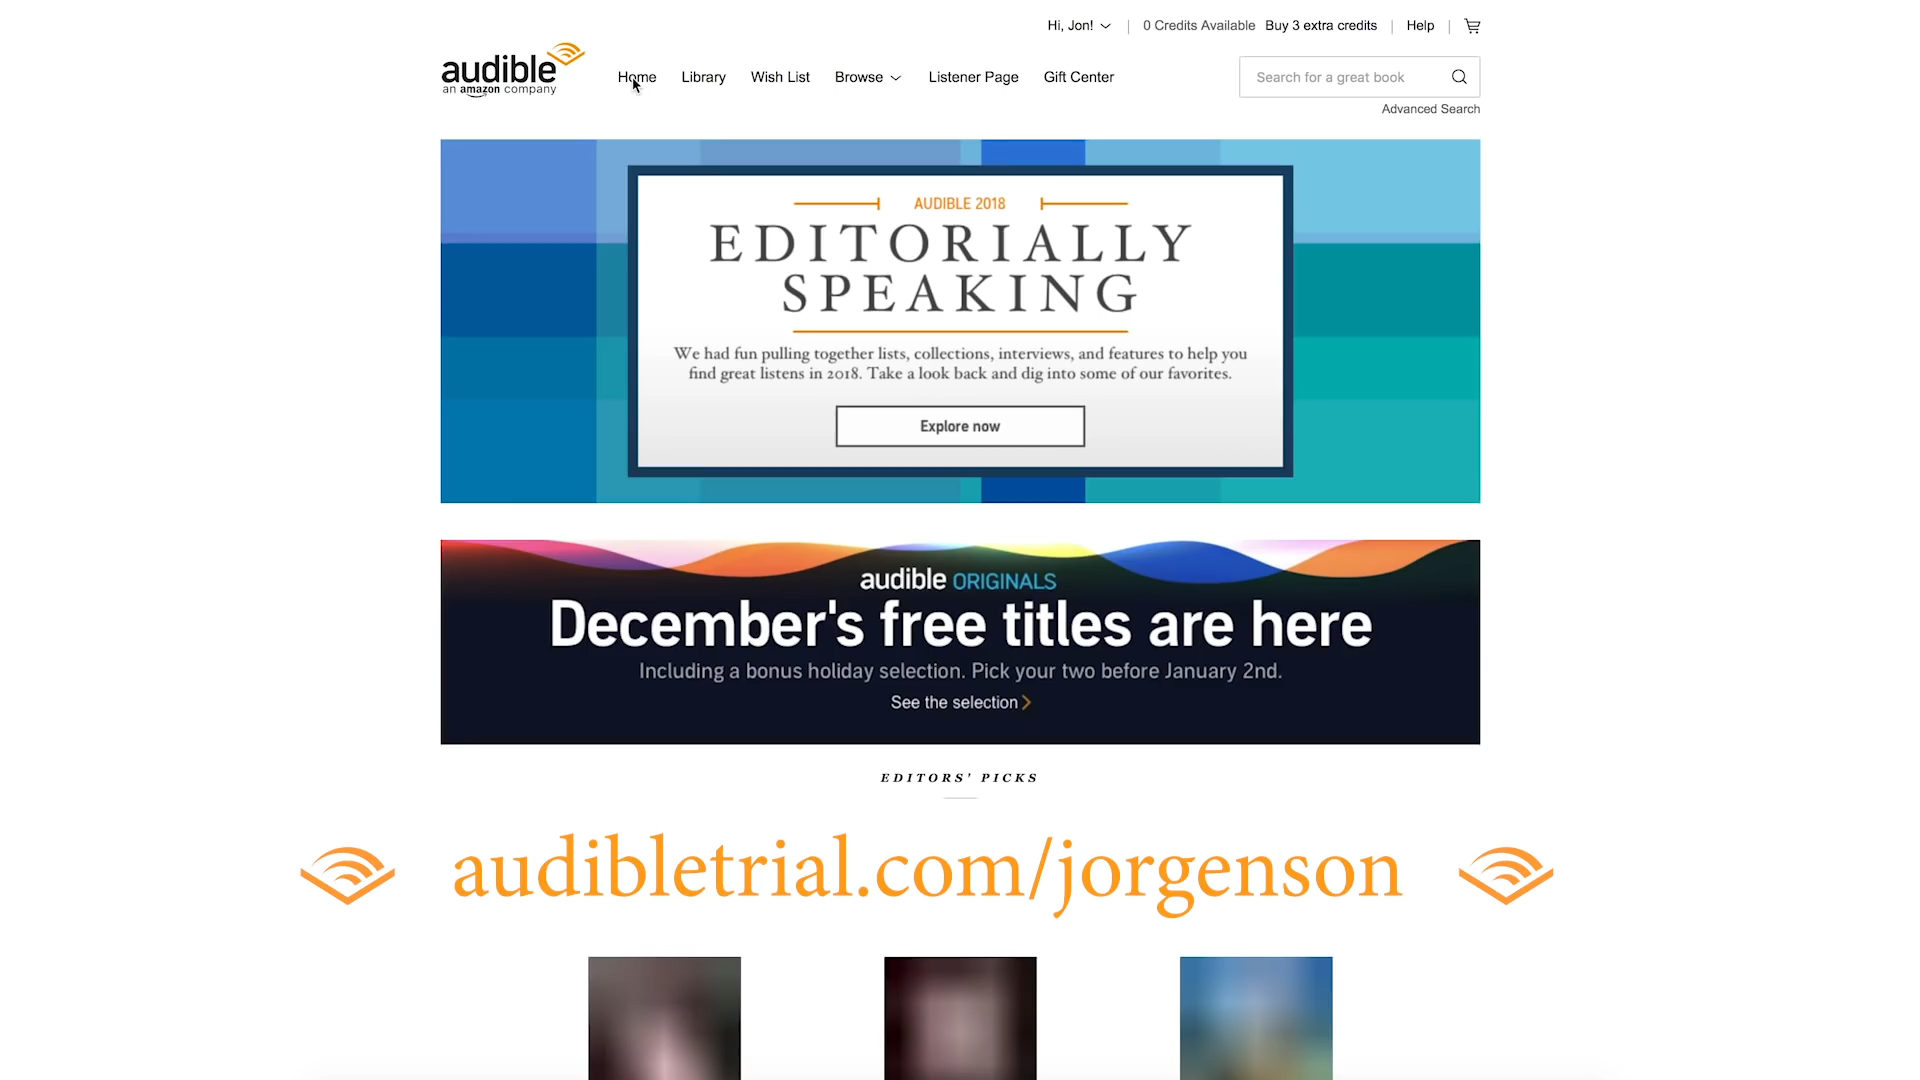 Hi, Jon!
0 Credits Available
Buy 3 extra credits
Help
audible
an amazon company
Home
Library
Wish List
Browse
Listener Page
Gift Center
Search for a great book
Advanced Search
AUDIBLE 2018
EDITORIALLY
SPEAKING
We had fun pulling together lists, collections, interviews, and features to help you
find great listens in 2018. Take a look back and dig into some of our favorites.
Explore now
audible ORIGINALS
December's free titles are here
Including a bonus holiday selection. Pick your two before January 2nd.
See the selection
EDITORS' PICKS
audibletrial.com/jorgenson